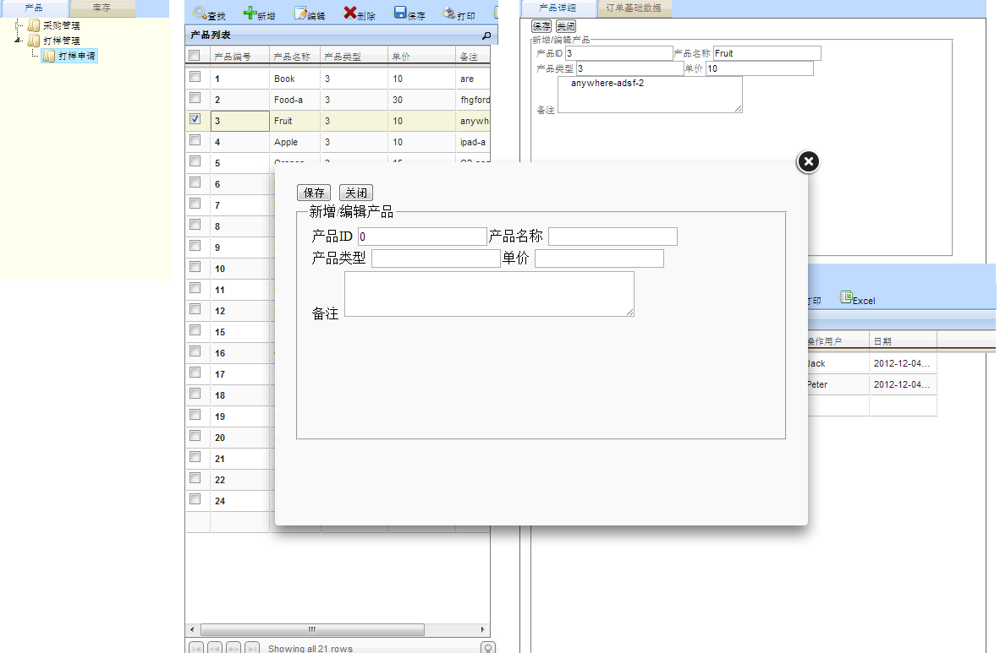 产品
库存
采购管理
打样管理
打样申请
查找 新增 编辑 删除 保存 打印
产品列表
产品编号 产品名称 产品类型 单价 备注
1 Book 3 10 are
2 Food-a 3 30 fhgford
3 Fruit 3 10 anywh
4 Apple 3 10 ipad-a
5
6
7
8
9
10
11
12
15
16
17
18
19
20
21
22
24
Showing all 21 rows
产品详细 订单基础数据
保存 关闭
新增/编辑产品
产品ID 3 产品名称 Fruit
产品类型 3 单价 10
anywhere-adsf-2
备注
保存 关闭
新增/编辑产品
产品ID 0 产品名称
产品类型 单价
备注
打印 Excel
操作用户 日期
Jack 2012-12-04...
Peter 2012-12-04...